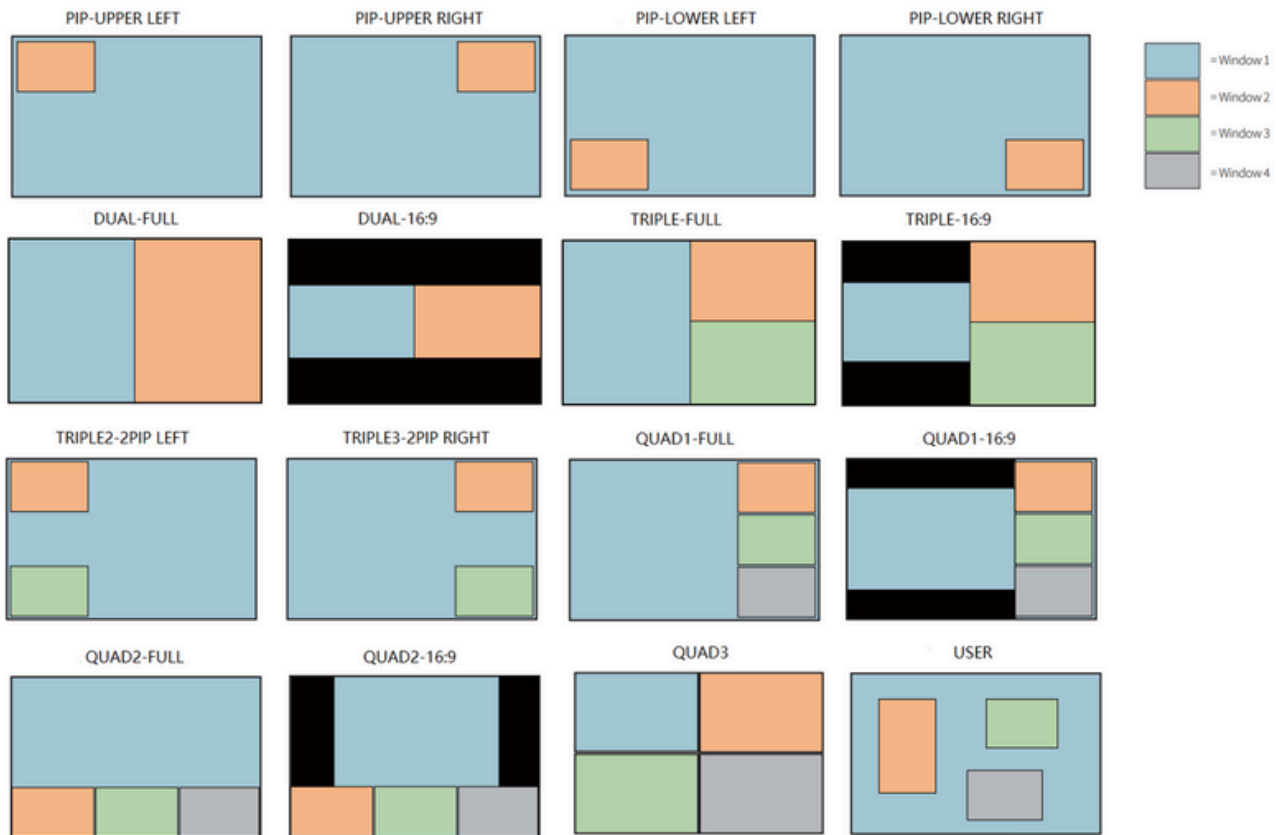 PIP-UPPER LEFT
PIP-UPPER RIGHT
PIP-LOWER LEFT
PIP-LOWER RIGHT
= Window 1
= Window 2
= Window 3
= Window 4
DUAL-FULL
DUAL-16:9
TRIPLE-FULL
TRIPLE-16:9
TRIPLE2-2PIP LEFT
TRIPLE3-2PIP RIGHT
QUAD1-FULL
QUAD1-16:9
QUAD2-FULL
QUAD2-16:9
QUAD3
USER